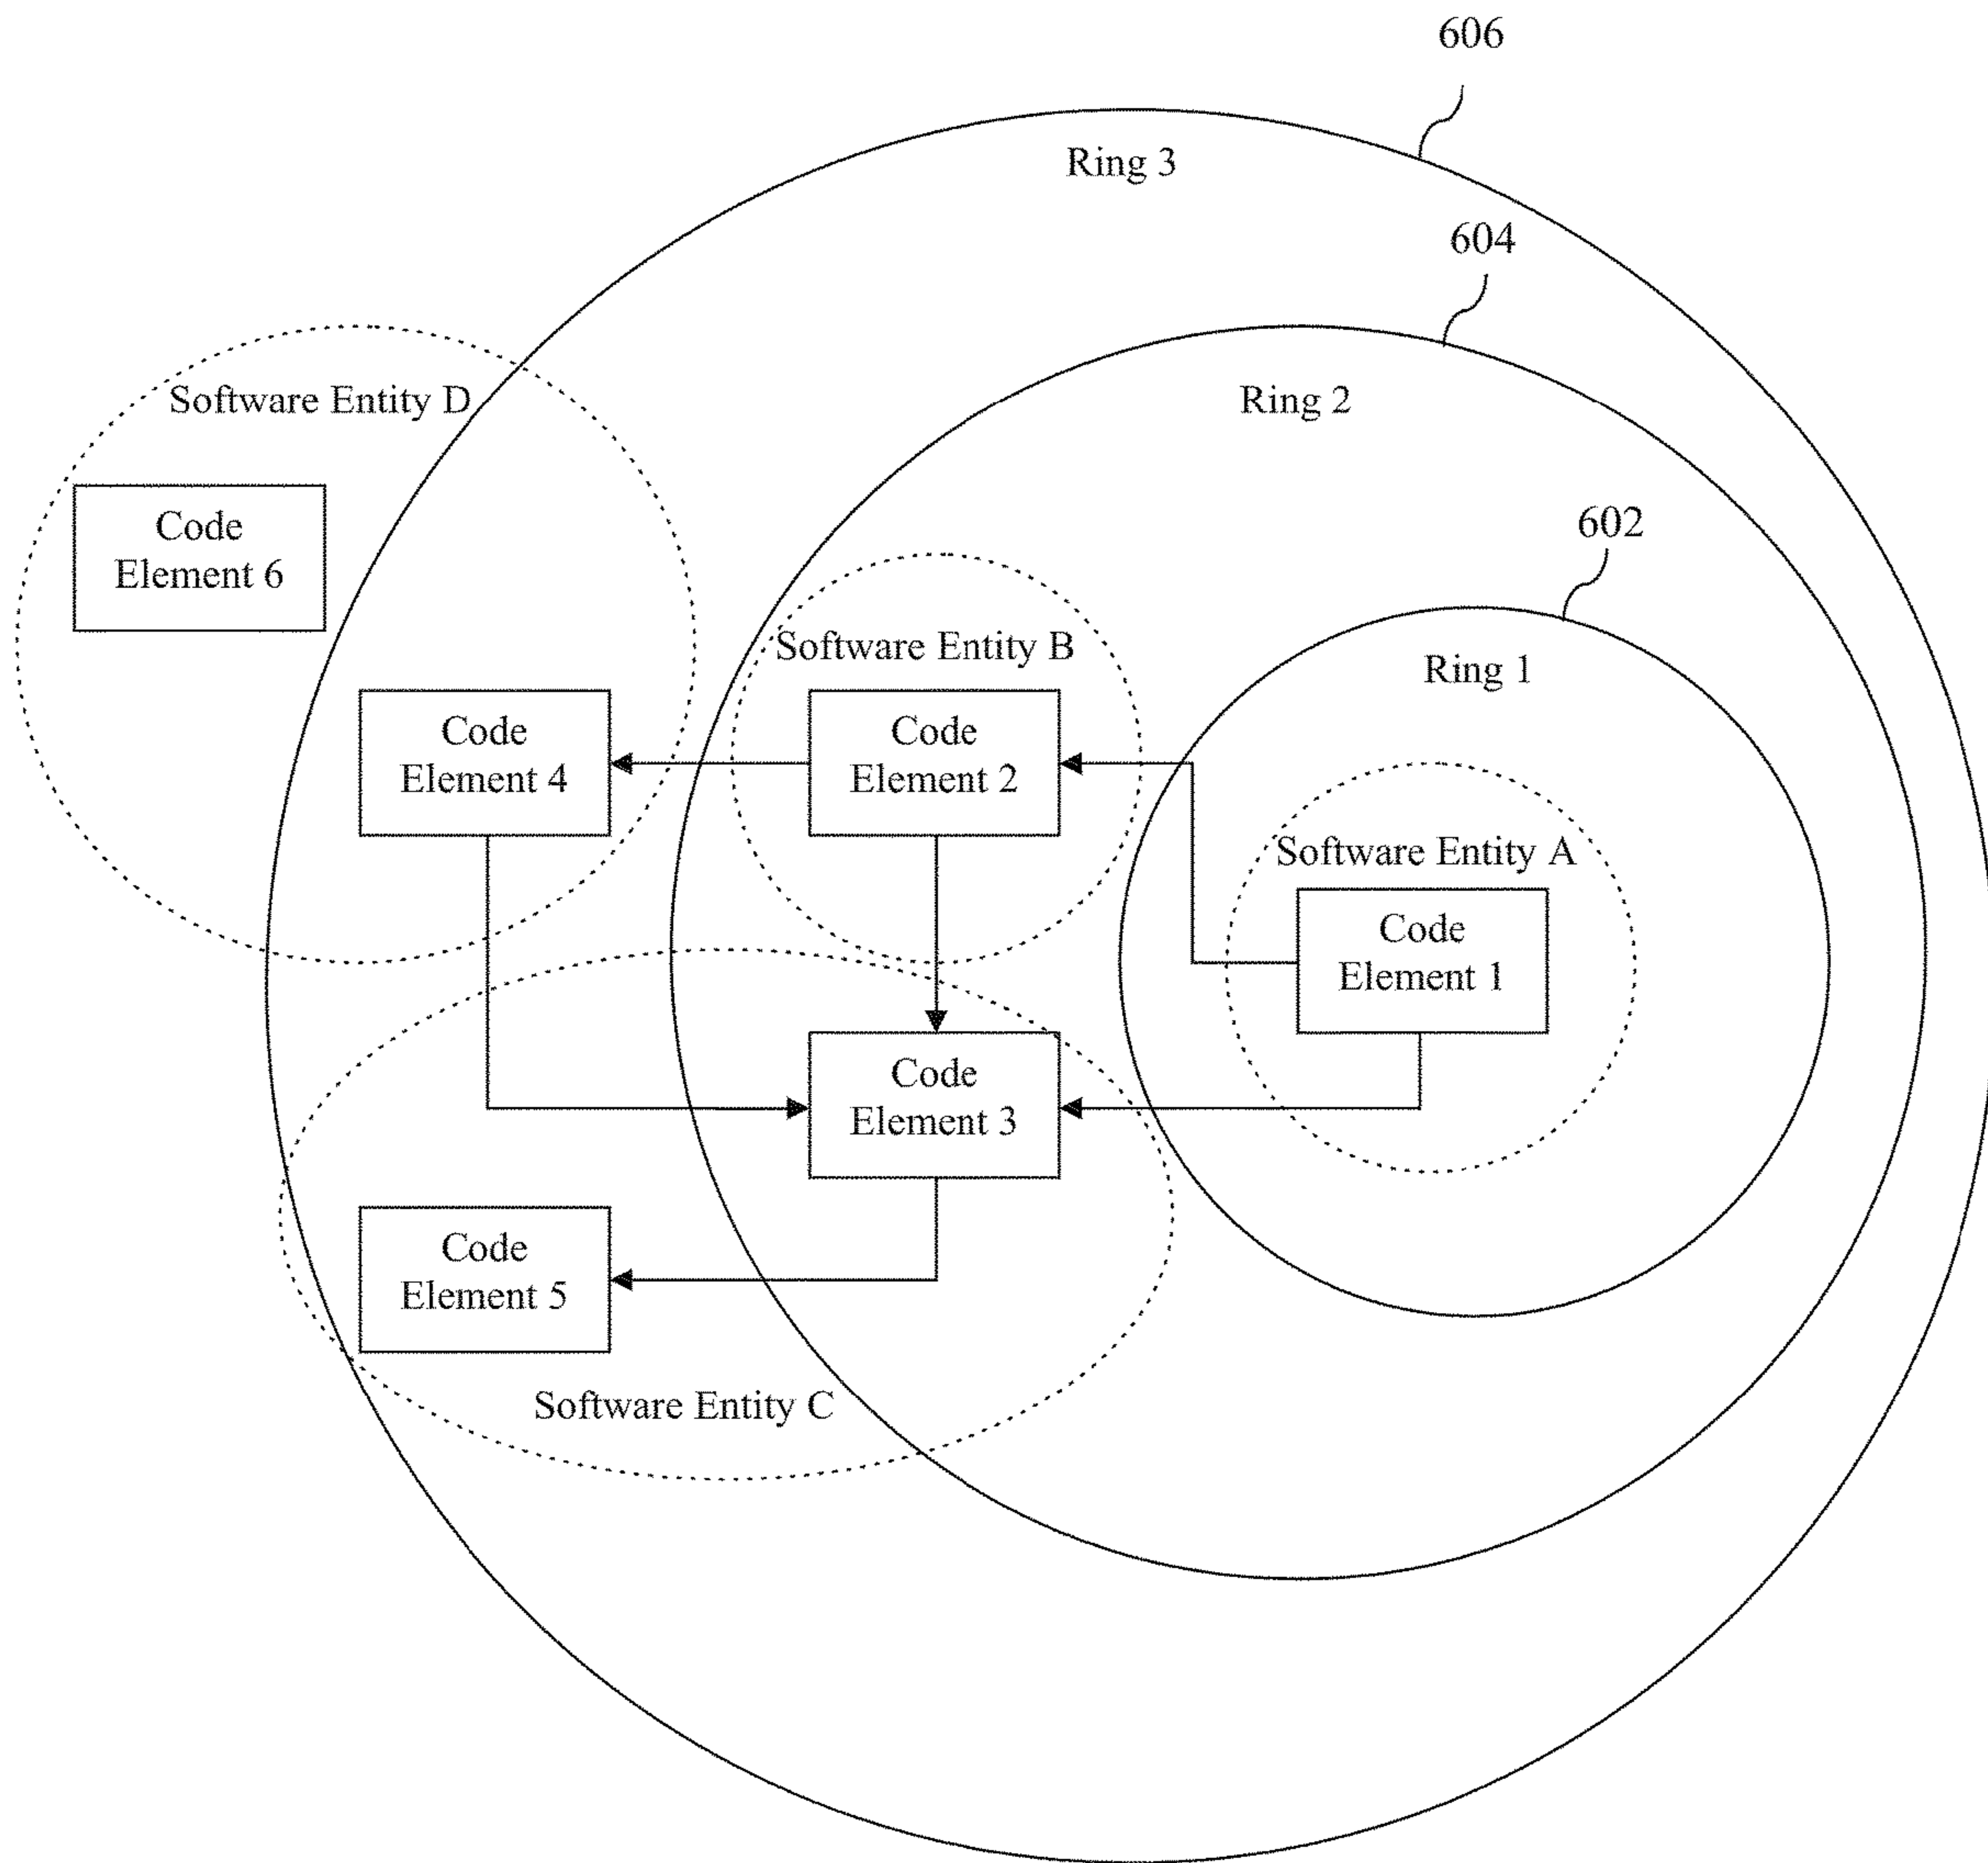 606
Ring 3
604
Software Entity D
Ring 2
Code
Element 6
602
Software Entity B
Ring 1
Code
Element 4
Code
Element 2
Software Entity A
Code
Element 1
Code
Element 3
Code
Element 5
Software Entity C